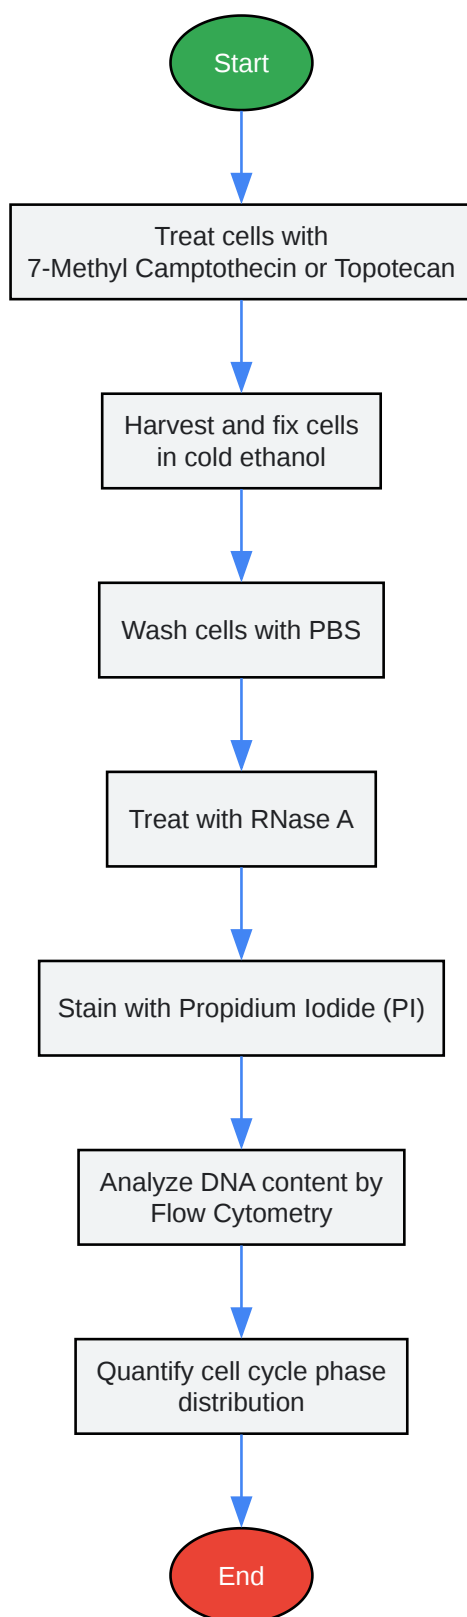 Start
Treat cells with
7-Methyl Camptothecin or Topotecan
Harvest and fix cells
in cold ethanol
Wash cells with PBS
Treat with RNase A
Stain with Propidium Iodide (PI)
Analyze DNA content by
Flow Cytometry
Quantify cell cycle phase
distribution
End